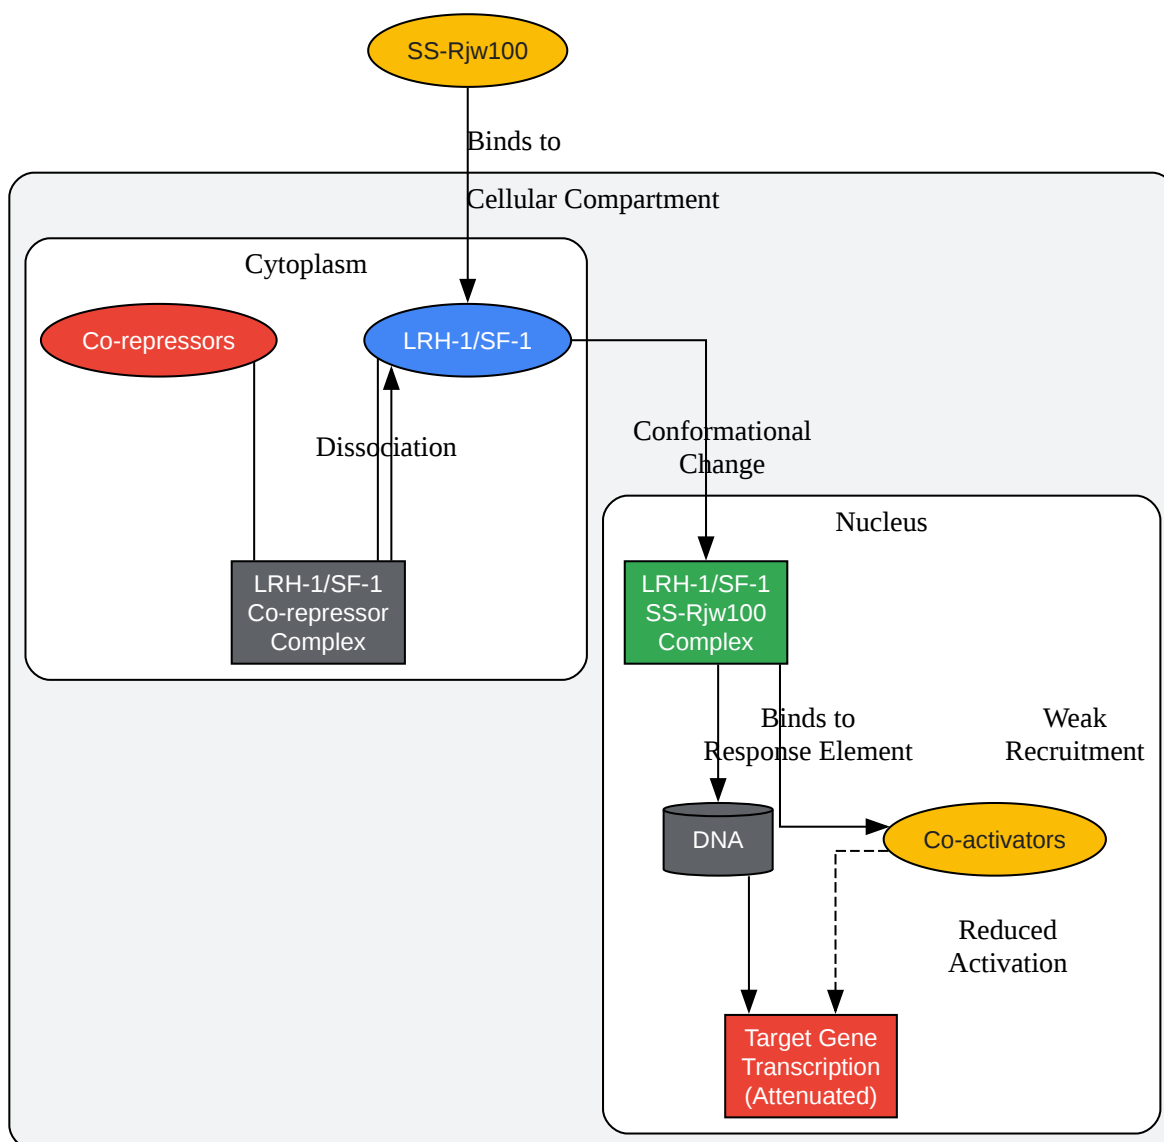 SS-Rjw100
Binds to
Cellular Compartment
Cytoplasm
Co-repressors
LRH-1/SF-1
Dissociation
Conformational
Change
Nucleus
LRH-1/SF-1
Co-repressor
Complex
LRH-1/SF-1
SS-Rjw100
Complex
Binds to
Response Element
Weak
Recruitment
DNA
Co-activators
Reduced
Activation
Target Gene
Transcription
(Attenuated)